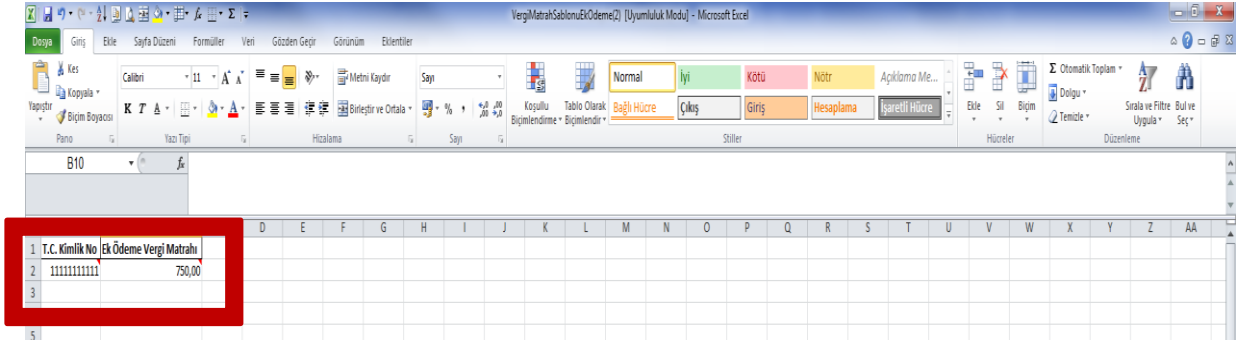 VergiMatrahSablonuEkOdeme(2) [Uyumluluk Modu] - Microsoft Excel
Dosya Giriş Ekle Sayfa Düzeni Formüller Veri Gözden Geçir Görünüm Eklentiler
Yapıştır
Kes
Kopyala
Biçim Boyacısı
Pano
Calibri 11
K T A
Yazı Tipi
Metni Kaydır
Birleştir ve Ortala
Hizalama
Sayı
% ,
Sayı
Koşullu Biçimlendirme
Tablo Olarak Biçimlendir
Normal İyi Kötü Nötr Açıklama Me...
Bağlı Hücre Çıkış Giriş Hesaplama İşaretli Hücre
Stiller
Ekle Sil Biçim
Hücreler
Σ Otomatik Toplam
Dolgu
Temizle
Sırala ve Filtre Uygula
Bul ve Seç
Düzenleme
B10 fx
D E F G H I J K L M N O P Q R S T U V W X Y Z AA
1 T.C. Kimlik No Ek Ödeme Vergi Matrahı
2 11111111111 750,00
3
5